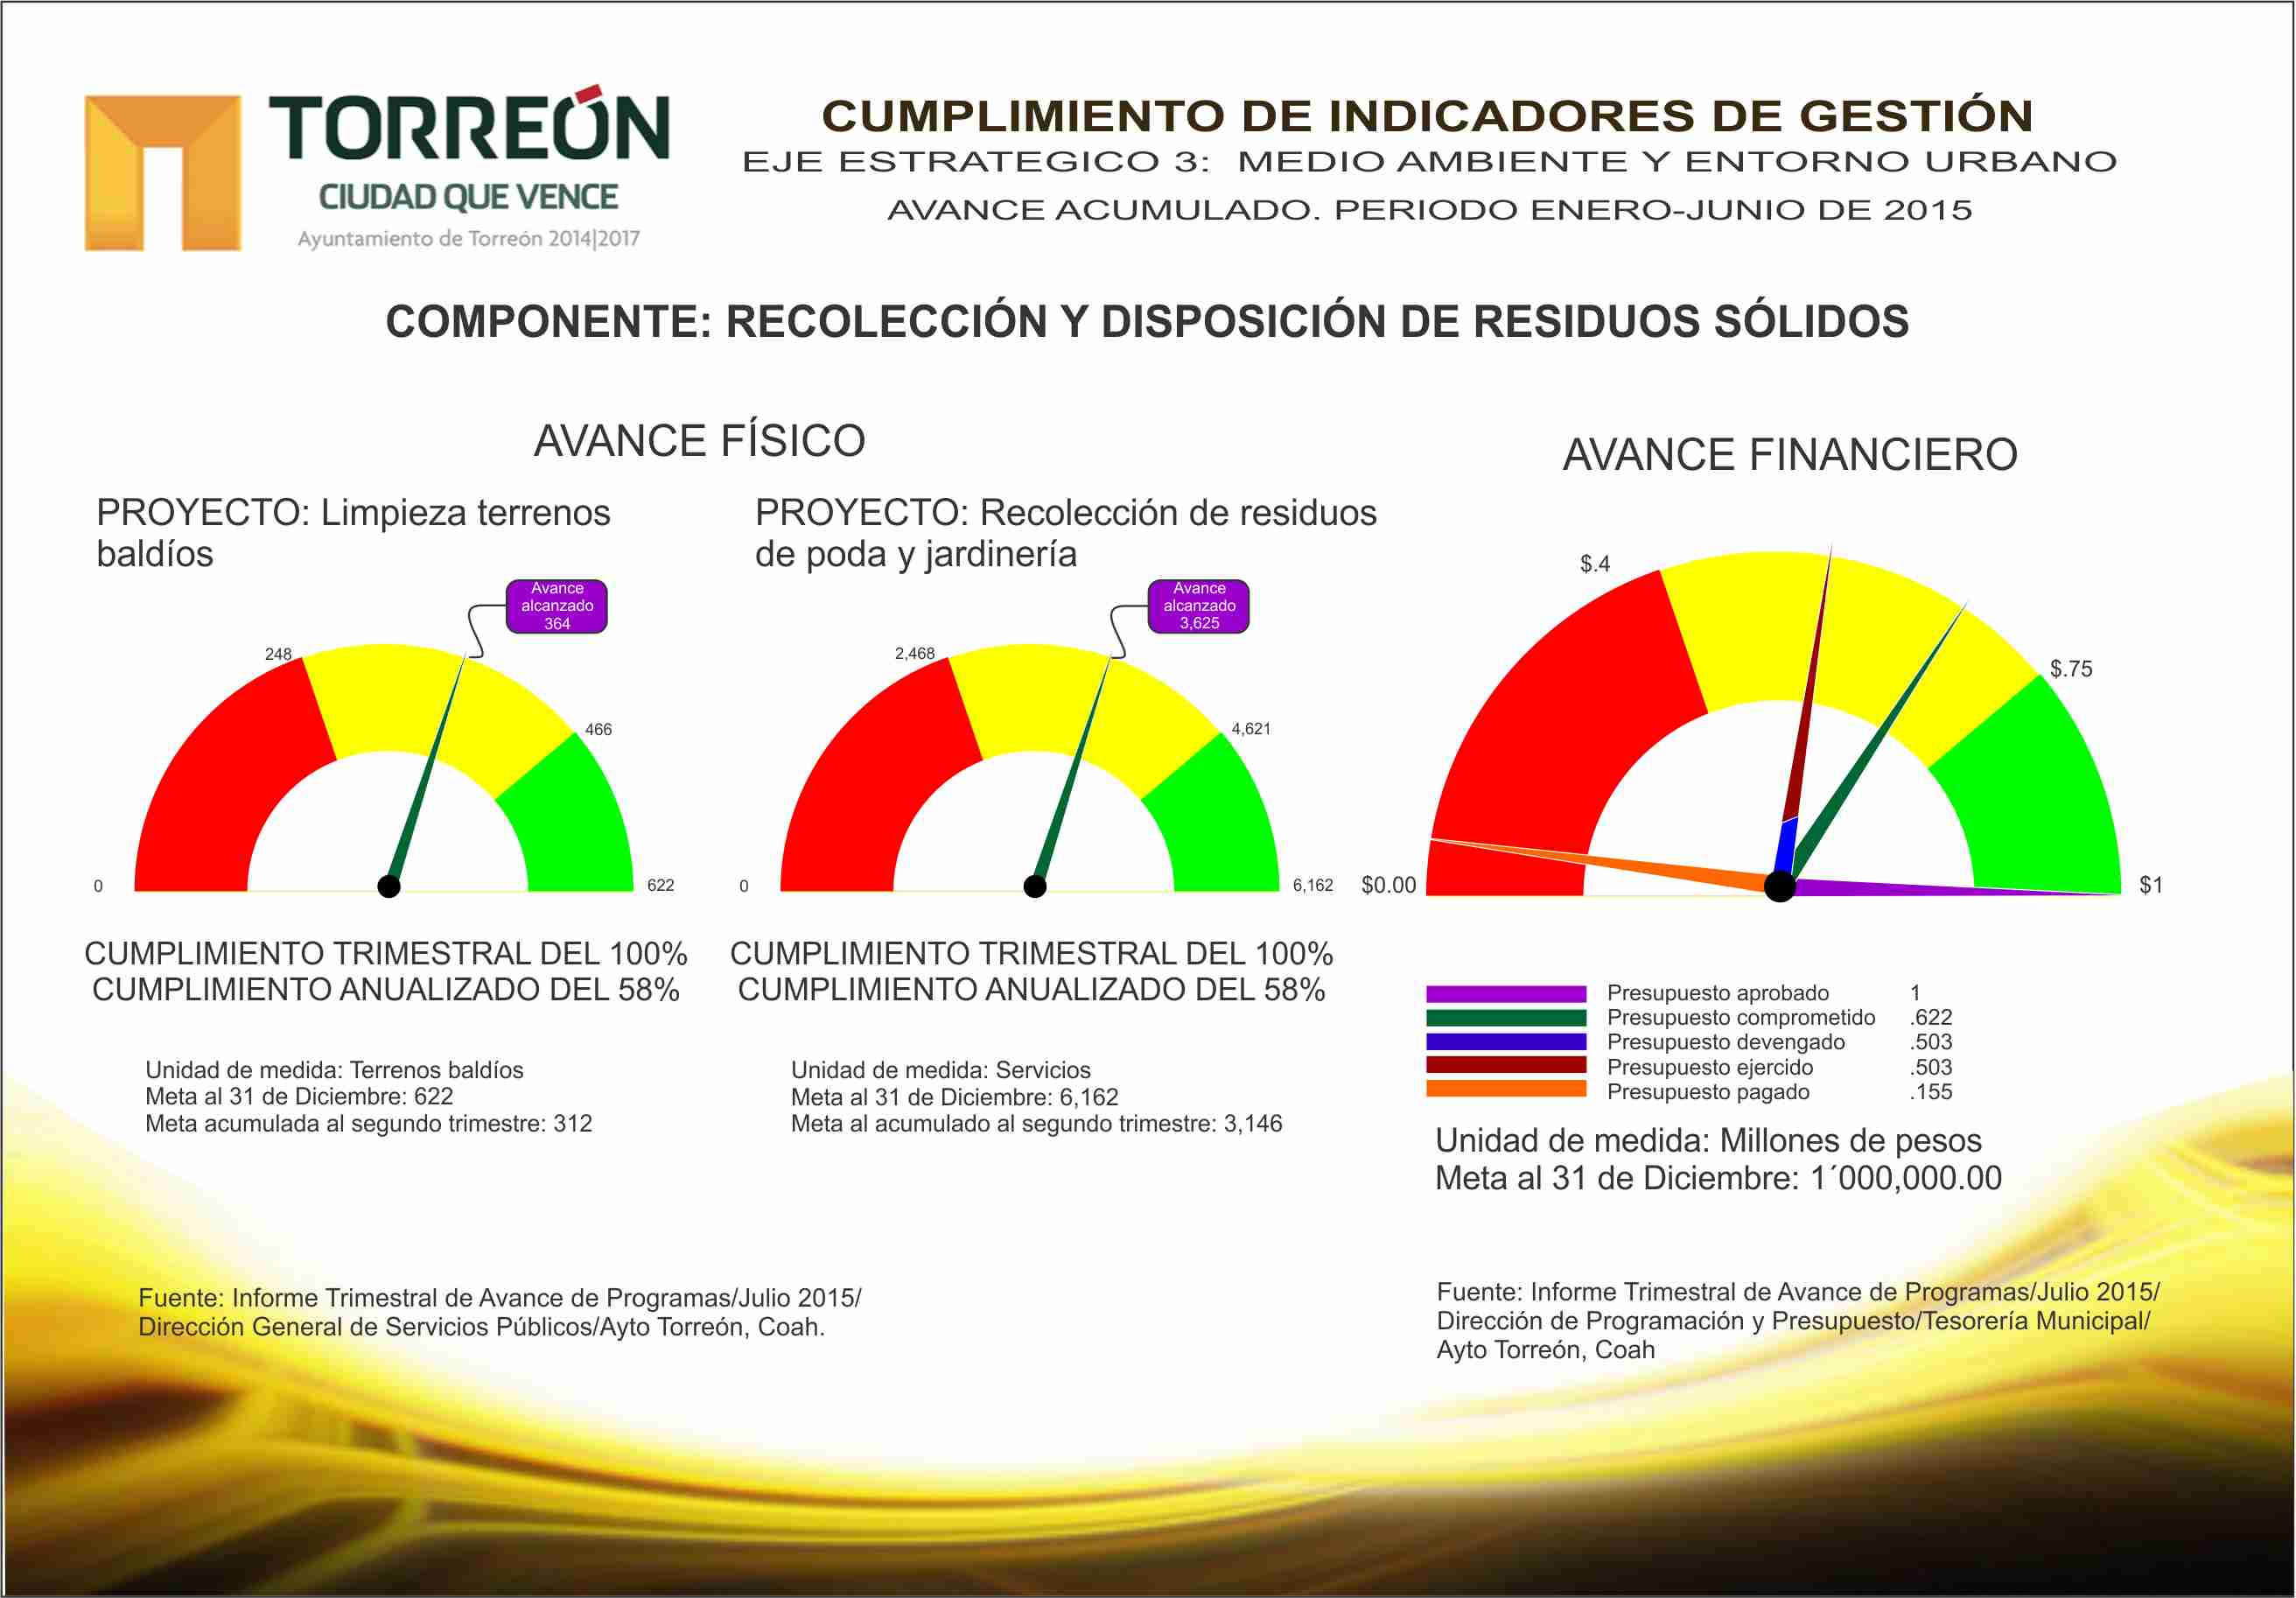 TORREÓN
CIUDAD QUE VENCE
Ayuntamiento de Torreón 2014|2017
CUMPLIMIENTO DE INDICADORES DE GESTIÓN
EJE ESTRATEGICO 3: MEDIO AMBIENTE Y ENTORNO URBANO
AVANCE ACUMULADO. PERIODO ENERO-JUNIO DE 2015
COMPONENTE: RECOLECCIÓN Y DISPOSICIÓN DE RESIDUOS SÓLIDOS
AVANCE FÍSICO
PROYECTO: Limpieza terrenos
baldíos
Avance
alcanzado
364
248
466
0
622
CUMPLIMIENTO TRIMESTRAL DEL 100%
CUMPLIMIENTO ANUALIZADO DEL 58%
Unidad de medida: Terrenos baldíos
Meta al 31 de Diciembre: 622
Meta acumulada al segundo trimestre: 312
PROYECTO: Recolección de residuos
de poda y jardinería
Avance
alcanzado
3,625
2,468
4,621
0
6,162
CUMPLIMIENTO TRIMESTRAL DEL 100%
CUMPLIMIENTO ANUALIZADO DEL 58%
Unidad de medida: Servicios
Meta al 31 de Diciembre: 6,162
Meta al acumulado al segundo trimestre: 3,146
Fuente: Informe Trimestral de Avance de Programas/Julio 2015/
Dirección General de Servicios Públicos/Ayto Torreón, Coah.
AVANCE FINANCIERO
$.4
$.75
$0.00
$1
Presupuesto aprobado 1
Presupuesto comprometido .622
Presupuesto devengado .503
Presupuesto ejercido .503
Presupuesto pagado .155
Unidad de medida: Millones de pesos
Meta al 31 de Diciembre: 1´000,000.00
Fuente: Informe Trimestral de Avance de Programas/Julio 2015/
Dirección de Programación y Presupuesto/Tesorería Municipal/
Ayto Torreón, Coah